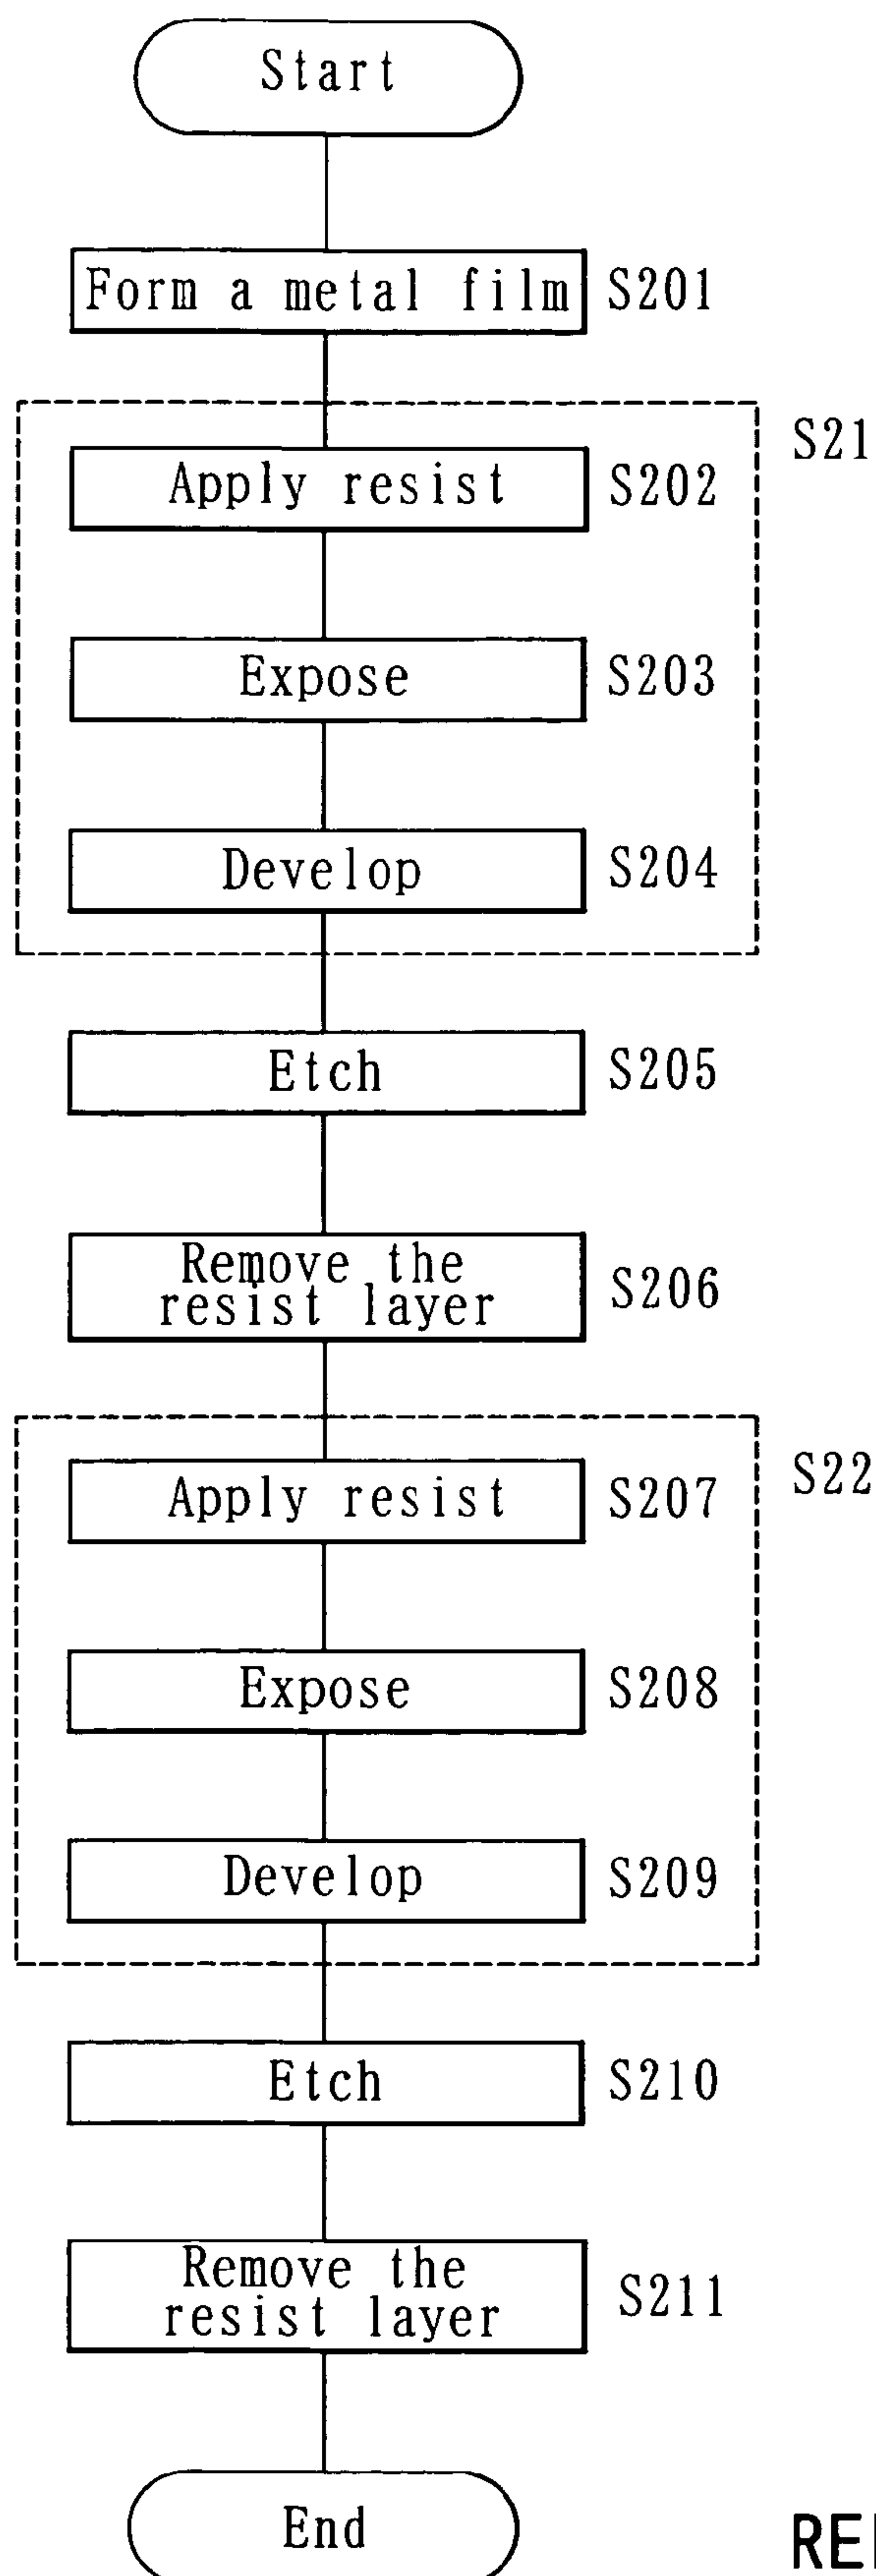 Start
Form a metal film S201
S21
Apply resist S202
Expose S203
Develop S204
Etch S205
Remove the
resist layer S206
S22
Apply resist S207
Expose S208
Develop S209
Etch S210
Remove the
resist layer S211
End